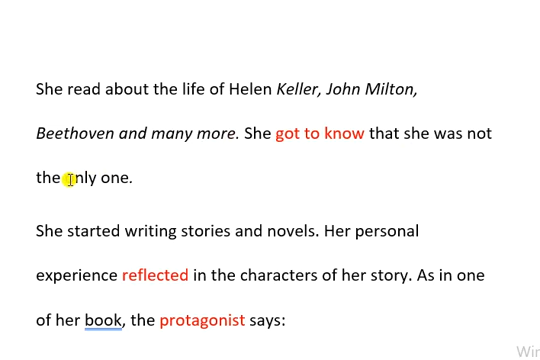 She read about the life of Helen Keller, John Milton,
Beethoven and many more. She got to know that she was not
the only one.
She started writing stories and novels. Her personal
experience reflected in the characters of her story. As in one
of her book, the protagonist says: